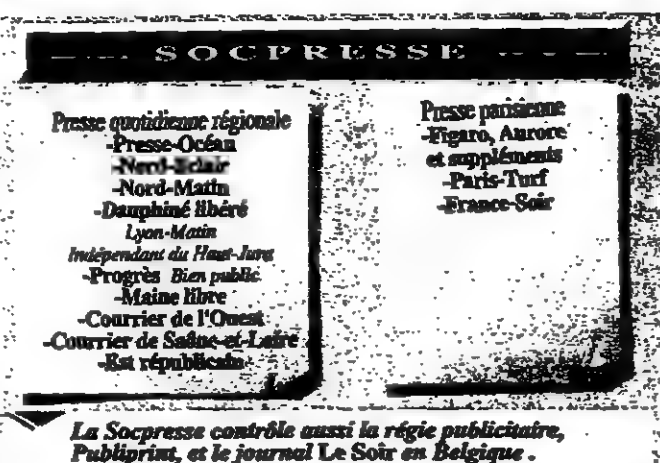 SOCPRESSE
Presse quotidienne régionale
-Presse-Océan
-Nord-Eclair
-Nord-Matin
-Dauphiné libéré
Lyon-Matin
Indépendant du Haut-Jura
-Progrès Bien public
-Maine libre
-Courrier de l'Ouest
-Courrier de Saône-et-Loire
-Est républicain
Presse parisienne
-Figaro, Aurore
et suppléments
-Paris-Turf
-France-Soir
La Socpresse contrôle aussi la régie publicitaire,
Publiprint, et le journal Le Soir en Belgique.